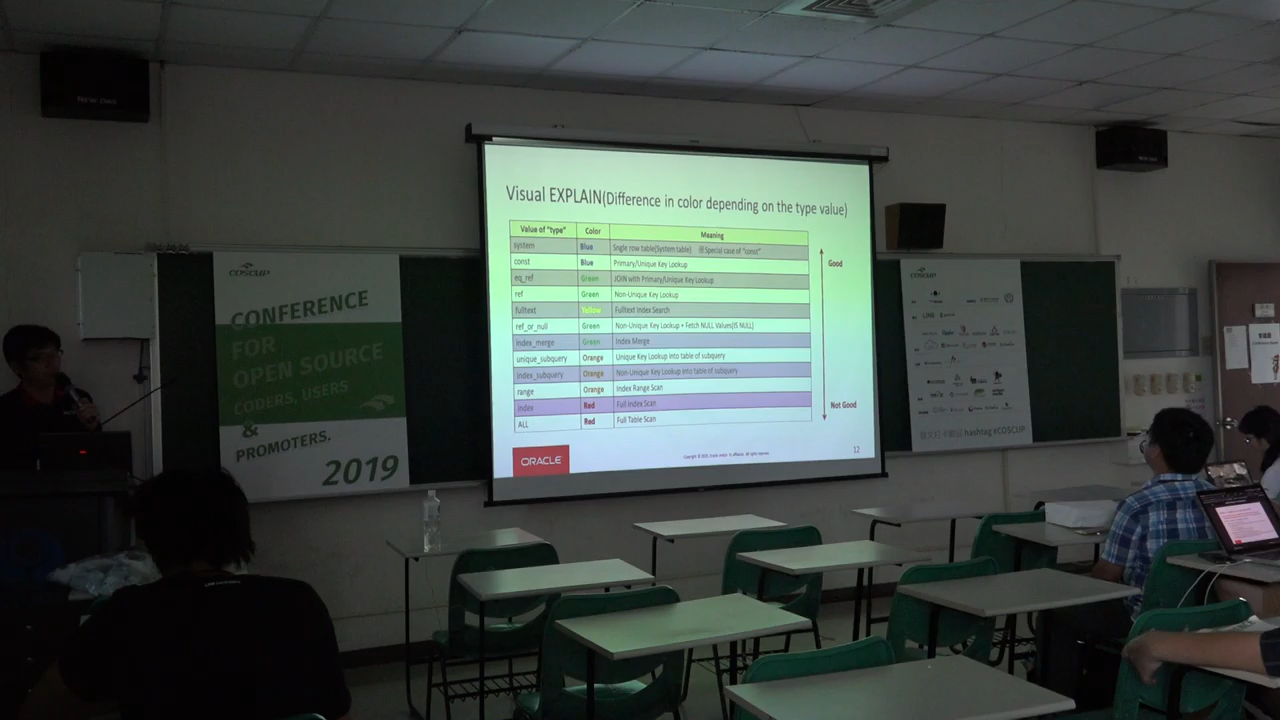 Visual EXPLAIN(Difference in color depending on the type value)
Value of "type" Color Meaning
system Blue Sngle row table(System table) ※Special case of "const"
const Blue Primary/Unique Key Lookup
eq_ref Green JOIN with Primary/Unique Key Lookup
ref Green Non-Unique Key Lookup
fulltext Yellow Fulltext Index Search
ref_or_null Green Non-Unique Key Lookup + Fetch NULL Values(IS NULL)
index_merge Green Index Merge
unique_subquery Orange Unique Key Lookup into table of subquery
index_subquery Orange Non-Unique Key Lookup into table of subquery
range Orange Index Range Scan
index Red Full Index Scan
ALL Red Full Table Scan
Good
Not Good
ORACLE
12
COSCUP
CONFERENCE
FOR
OPEN SOURCE
CODERS, USERS
&
PROMOTERS.
2019
COSCUP
LINE
hashtag #COSCUP